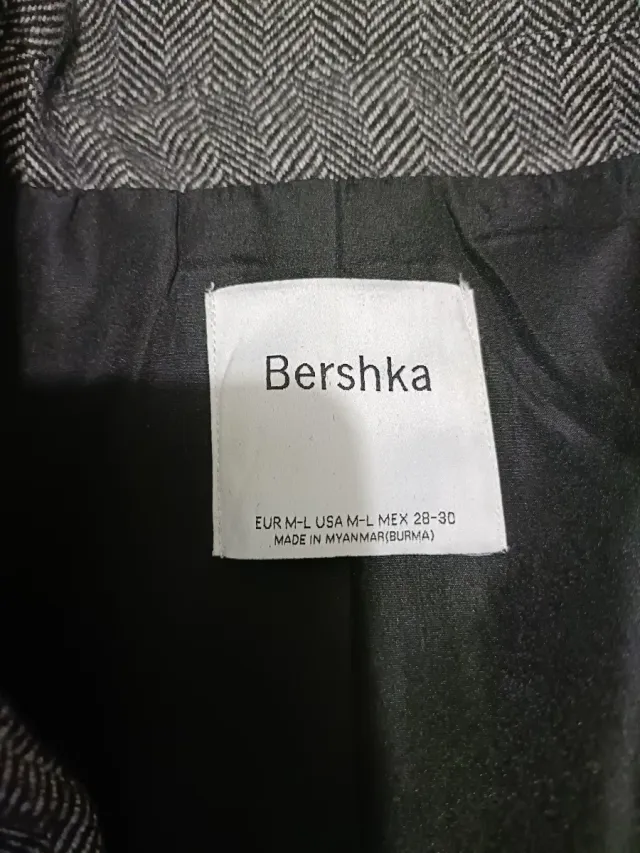 Bershka
EUR M-L USA M-L MEX 28-30
MADE IN MYANMAR(BURMA)